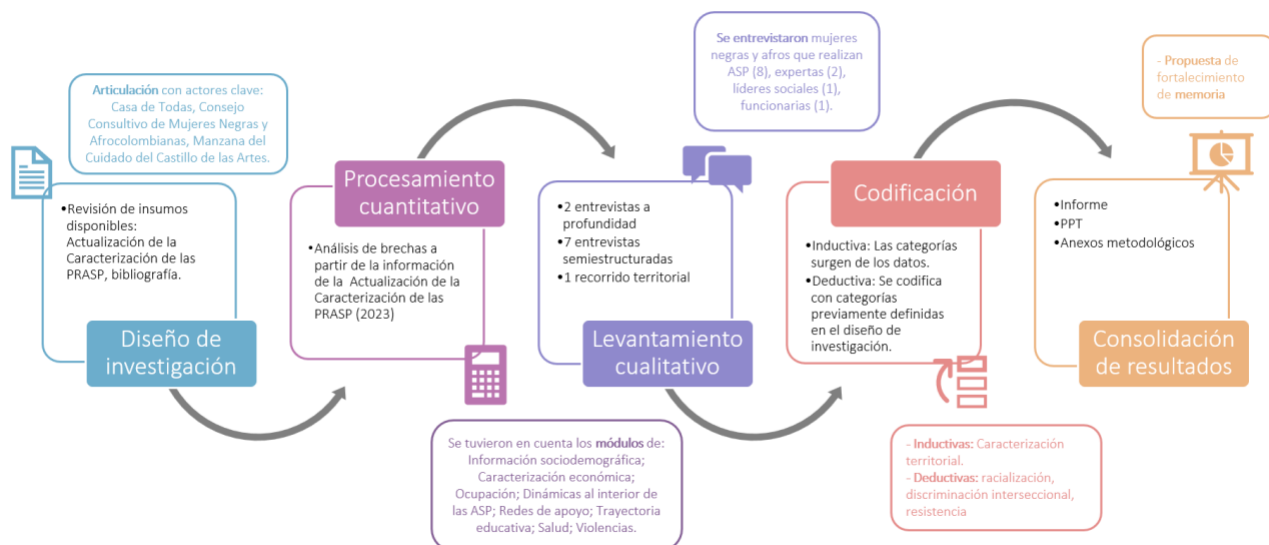 Articulación con actores clave:
Casa de Todas, Consejo
Consultivo de Mujeres Negras y
Afrocolombianas, Manzana del
Cuidado del Castillo de las Artes.
•Revisión de insumos
disponibles:
Actualización de la
Caracterización de las
PRASP, bibliografía.
Diseño de
investigación
Procesamiento
cuantitativo
•Análisis de brechas a
partir de la información
de la Actualización de la
Caracterización de las
PRASP (2023)
Se tuvieron en cuenta los módulos de:
Información sociodemográfica;
Caracterización económica;
Ocupación; Dinámicas al interior de
las ASP; Redes de apoyo; Trayectoria
educativa; Salud; Violencias.
Se entrevistaron mujeres
negras y afros que realizan
ASP (8), expertas (2),
líderes sociales (1),
funcionarias (1).
•2 entrevistas a
profundidad
•7 entrevistas
semiestructuradas
•1 recorrido territorial
Levantamiento
cualitativo
Codificación
•Inductiva: Las categorías
surgen de los datos.
•Deductiva: Se codifica
con categorías
previamente definidas
en el diseño de
investigación.
- Inductivas: Caracterización
territorial.
- Deductivas: racialización,
discriminación interseccional,
resistencia
- Propuesta de
fortalecimiento
de memoria
•Informe
•PPT
•Anexos metodológicos
Consolidación
de resultados